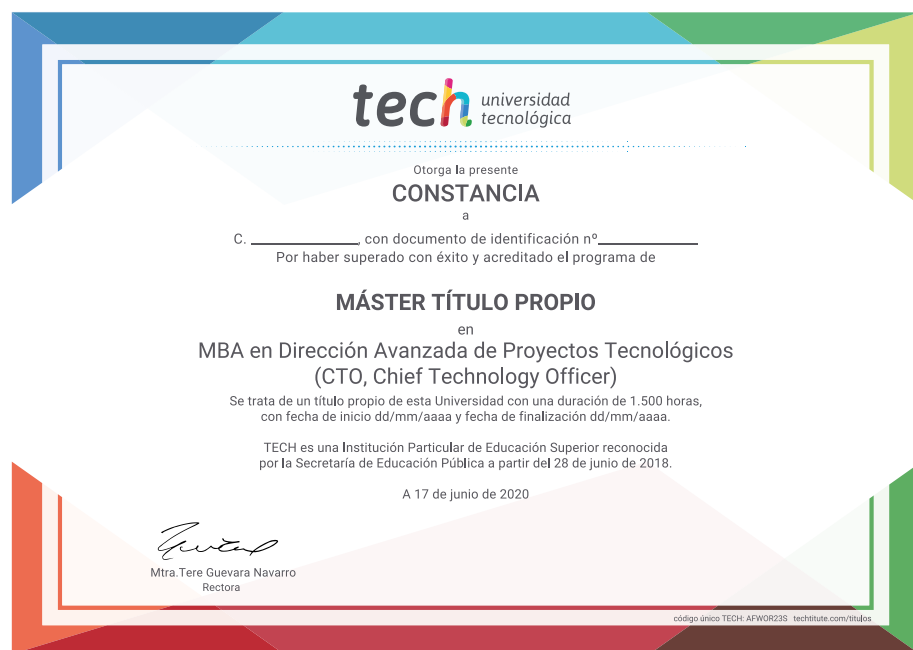 tech universidad
tecnológica
Otorga la presente
CONSTANCIA
a
C. ______________, con documento de identificación nº_____________
Por haber superado con éxito y acreditado el programa de
MÁSTER TÍTULO PROPIO
en
MBA en Dirección Avanzada de Proyectos Tecnológicos
(CTO, Chief Technology Officer)
Se trata de un título propio de esta Universidad con una duración de 1.500 horas,
con fecha de inicio dd/mm/aaaa y fecha de finalización dd/mm/aaaa.
TECH es una Institución Particular de Educación Superior reconocida
por la Secretaría de Educación Pública a partir del 28 de junio de 2018.
A 17 de junio de 2020
Mtra.Tere Guevara Navarro
Rectora
código único TECH: AFWOR23S techtitute.com/titulos